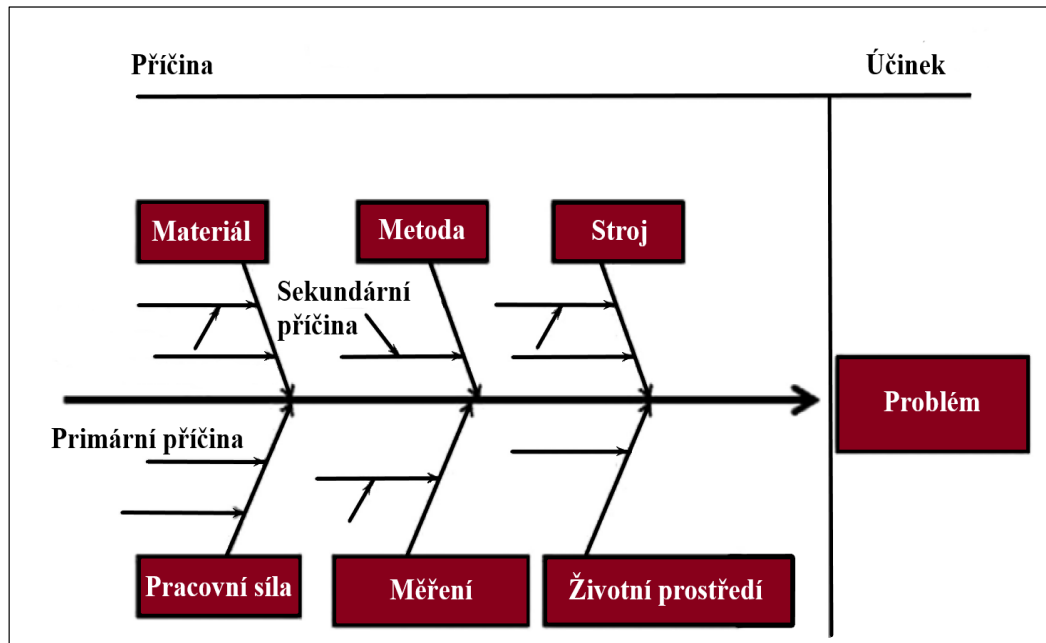 Příčina
Účinek
Materiál
Metoda
Stroj
Sekundární
příčina
Problém
Primární příčina
Pracovní síla
Měření
Životní prostředí